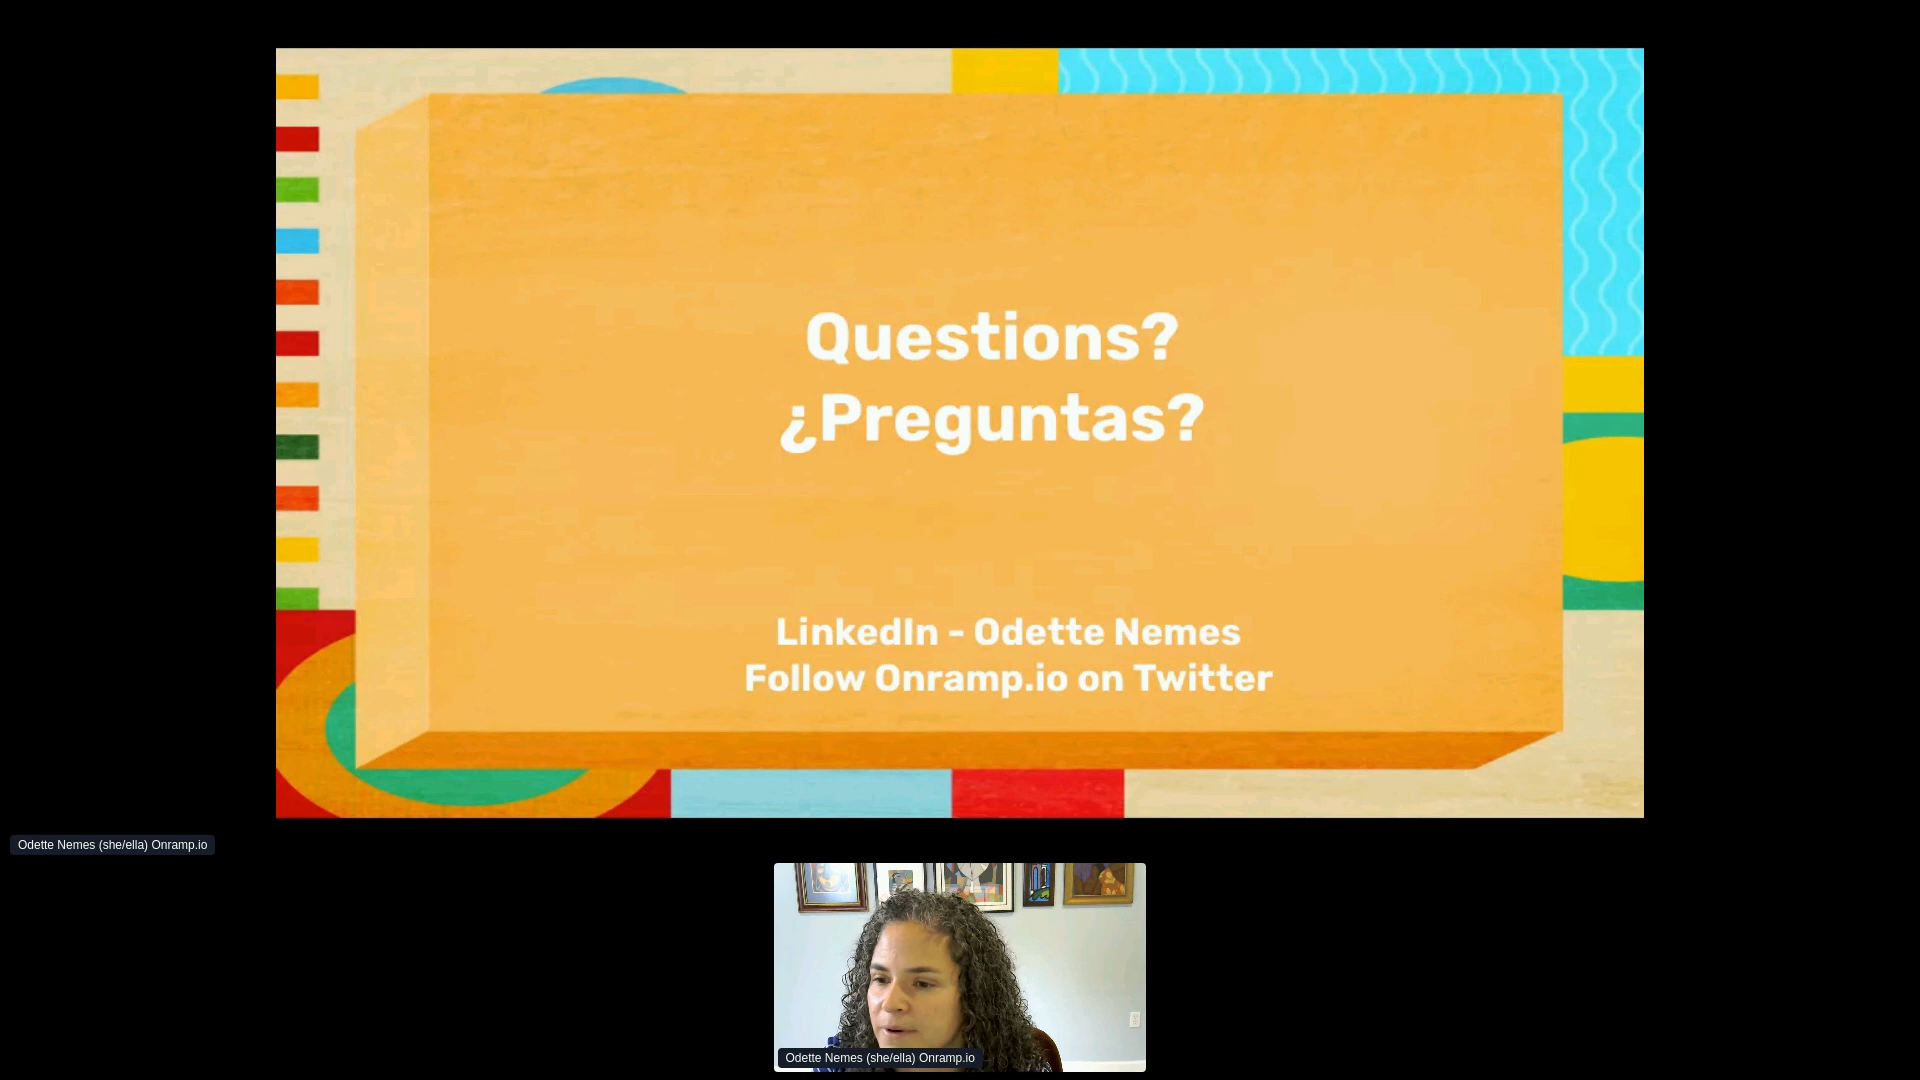 Questions?
¿Preguntas?
LinkedIn - Odette Nemes
Follow Onramp.io on Twitter
Odette Nemes (she/ella) Onramp.io
Odette Nemes (she/ella) Onramp.io